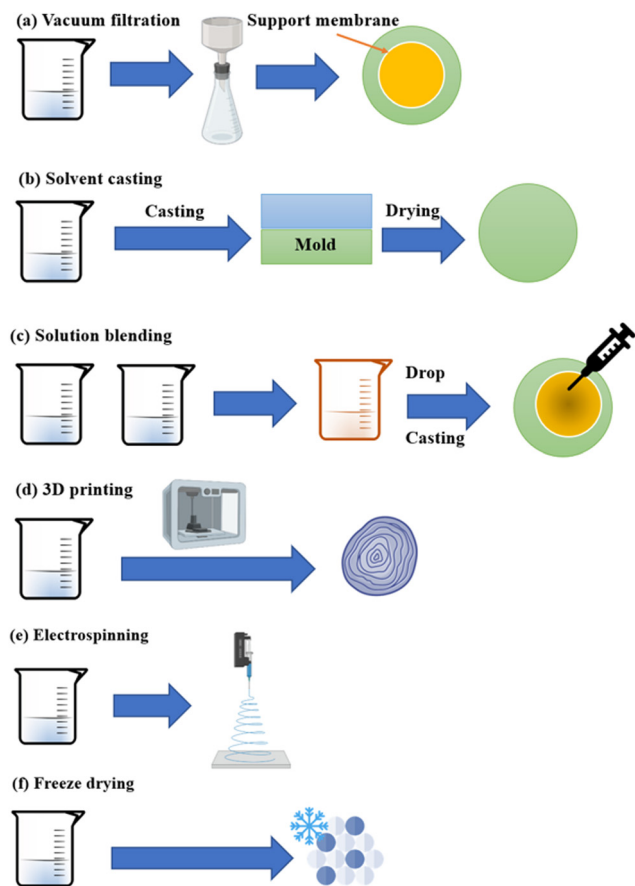 (a) Vacuum filtration
Support membrane
(b) Solvent casting
Casting
Drying
Mold
(c) Solution blending
Drop
Casting
(d) 3D printing
(e) Electrospinning
(f) Freeze drying